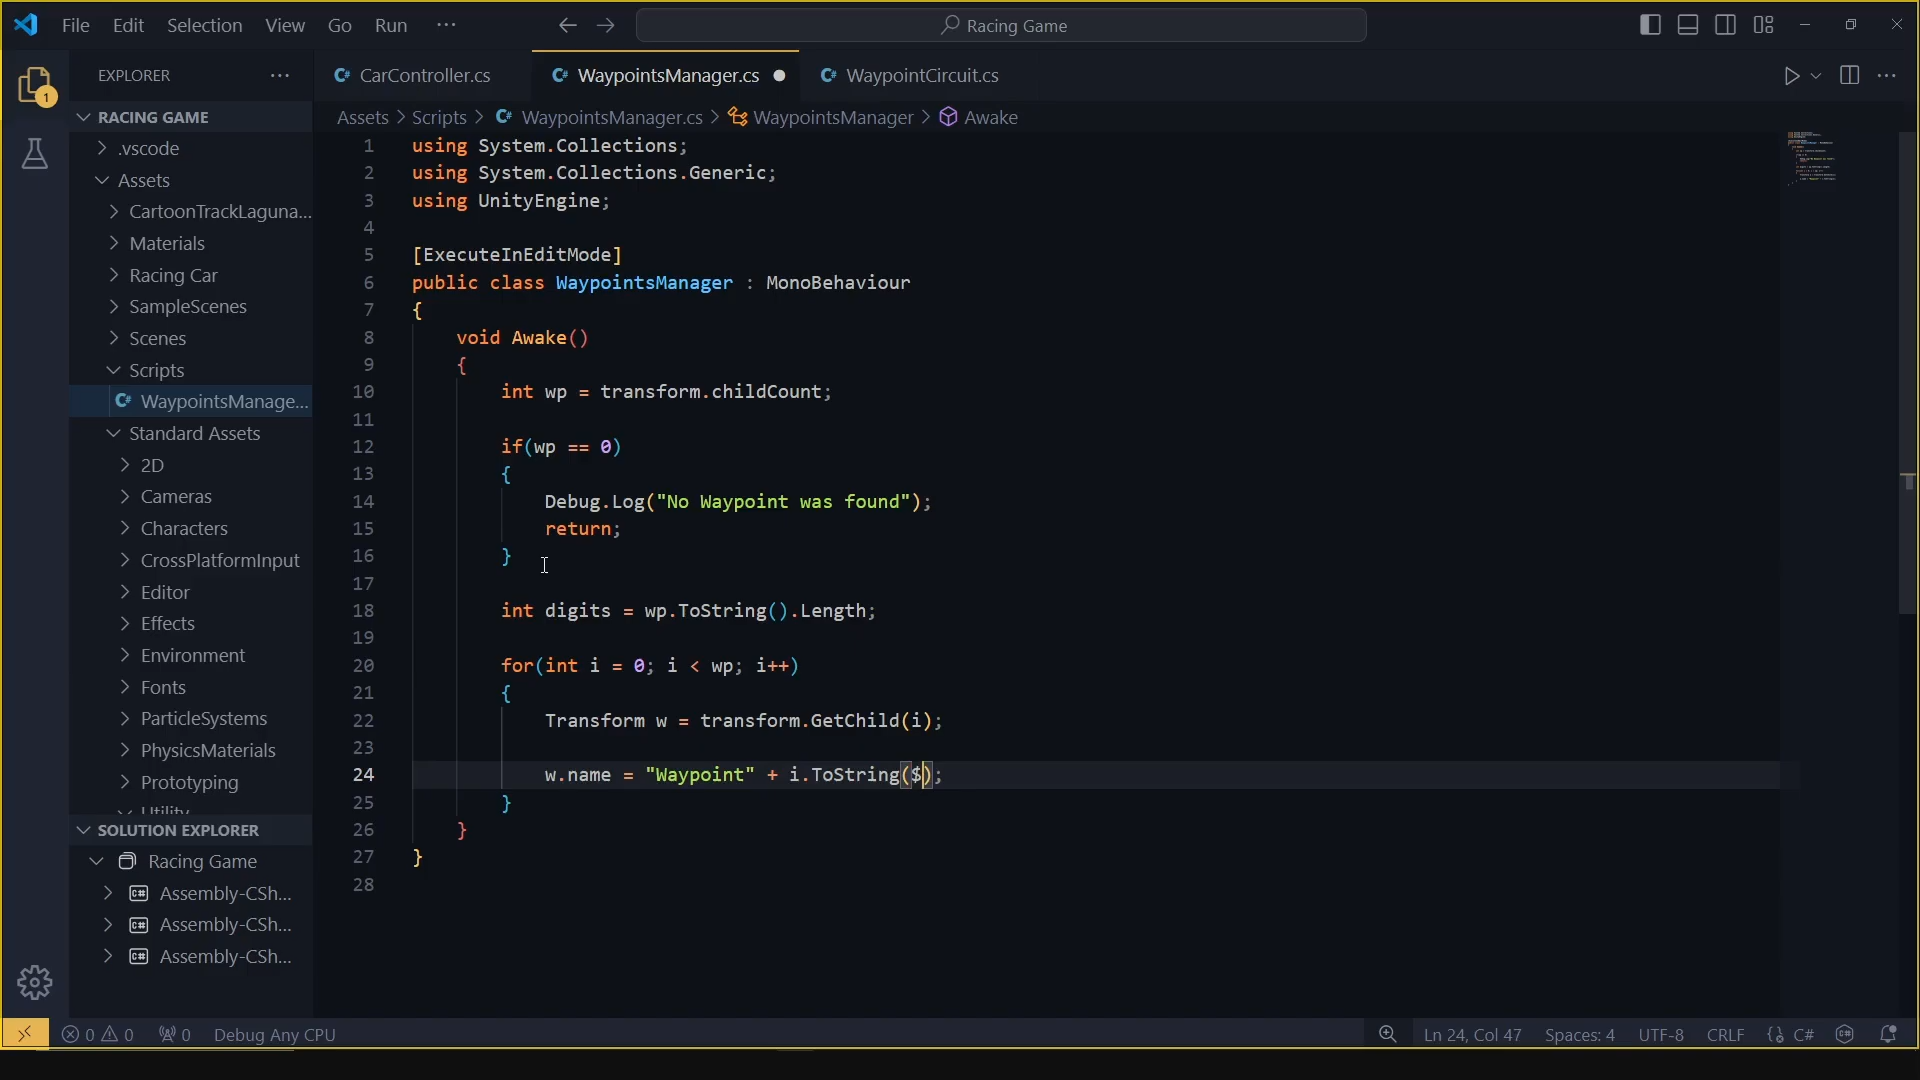 File Edit Selection View Go Run ··· Racing Game
EXPLORER ···
RACING GAME
.vscode
Assets
CartoonTrackLaguna...
Materials
Racing Car
SampleScenes
Scenes
Scripts
WaypointsManage...
Standard Assets
2D
Cameras
Characters
CrossPlatformInput
Editor
Effects
Environment
Fonts
ParticleSystems
PhysicsMaterials
Prototyping
Utility
SOLUTION EXPLORER
Racing Game
Assembly-CSh...
Assembly-CSh...
Assembly-CSh...
CarController.cs WaypointsManager.cs WaypointCircuit.cs
Assets > Scripts > WaypointsManager.cs > WaypointsManager > Awake
1 using System.Collections;
2 using System.Collections.Generic;
3 using UnityEngine;
4
5 [ExecuteInEditMode]
6 public class WaypointsManager : MonoBehaviour
7 {
8 void Awake()
9 {
10 int wp = transform.childCount;
11
12 if(wp == 0)
13 {
14 Debug.Log("No Waypoint was found");
15 return;
16 }
17
18 int digits = wp.ToString().Length;
19
20 for(int i = 0; i < wp; i++)
21 {
22 Transform w = transform.GetChild(i);
23
24 w.name = "Waypoint" + i.ToString($);
25 }
26 }
27 }
28
1
0 0 0 Debug Any CPU Ln 24, Col 47 Spaces: 4 UTF-8 CRLF C#